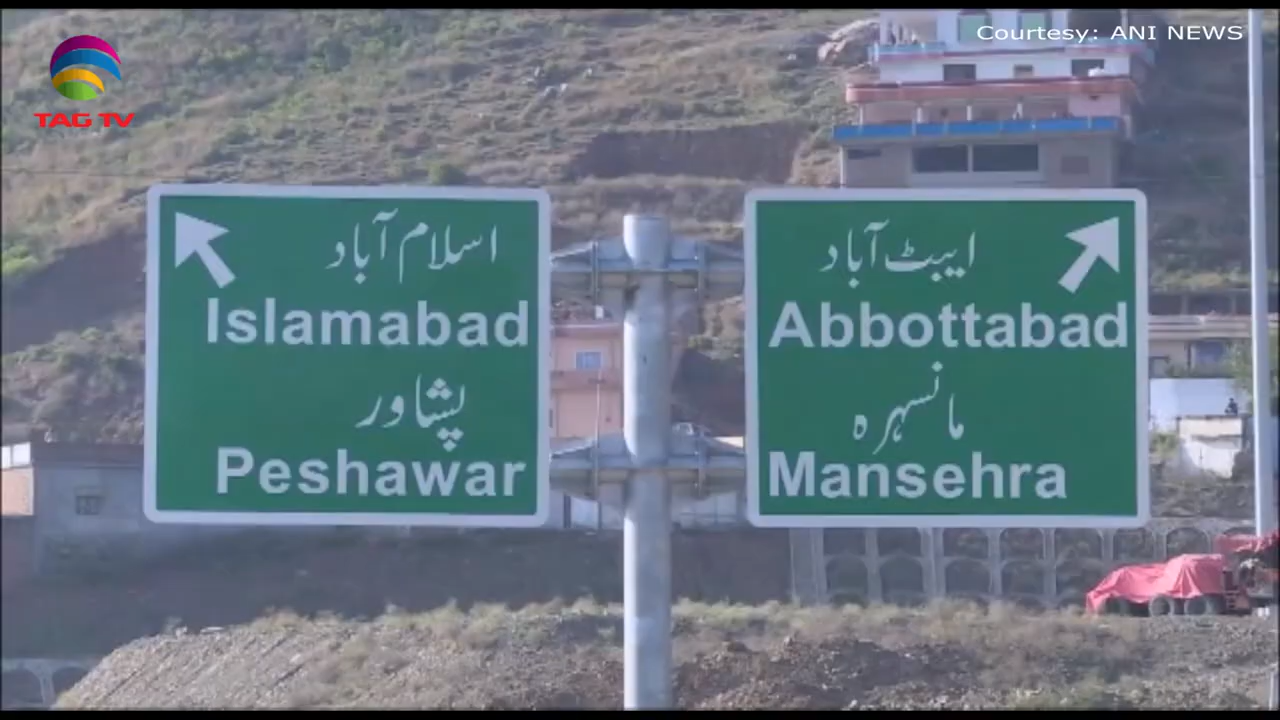 Courtesy: ANI NEWS
TAG TV
اسلام آباد
Islamabad
پشاور
Peshawar
ایبٹ آباد
Abbottabad
مانسہرہ
Mansehra